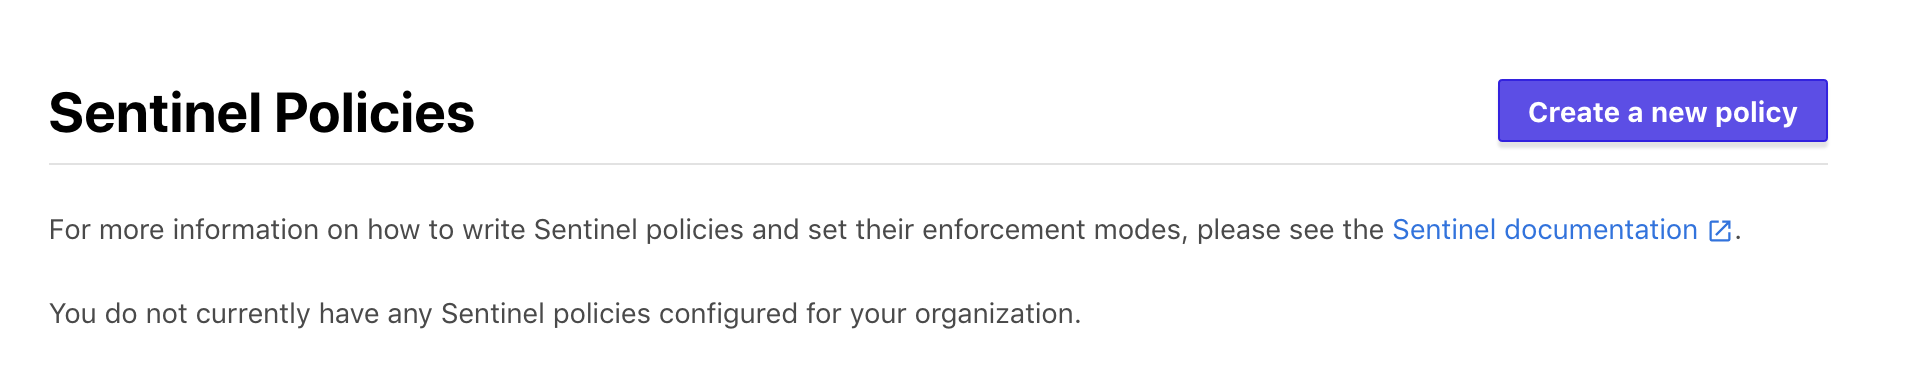 Sentinel Policies
Create a new policy
For more information on how to write Sentinel policies and set their enforcement modes, please see the Sentinel documentation.
You do not currently have any Sentinel policies configured for your organization.